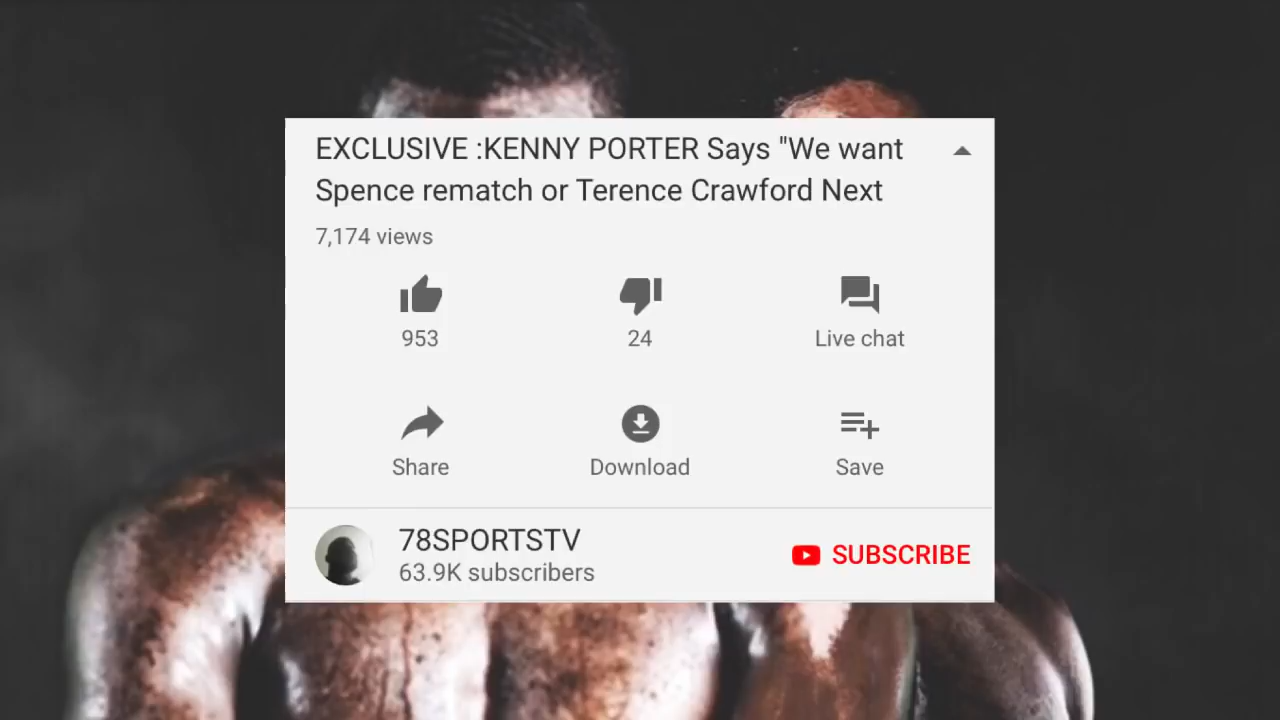 EXCLUSIVE :KENNY PORTER Says "We want
Spence rematch or Terence Crawford Next
7,174 views
953
24
Live chat
Share
Download
Save
78SPORTSTV
63.9K subscribers
SUBSCRIBE